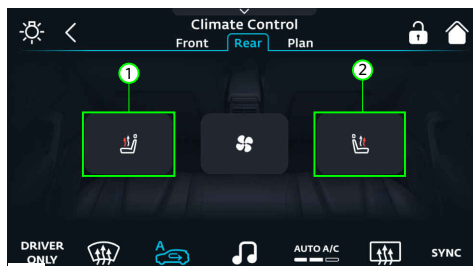 Climate Control
Front Rear Plan
1
2
DRIVER ONLY
A
AUTO A/C
SYNC